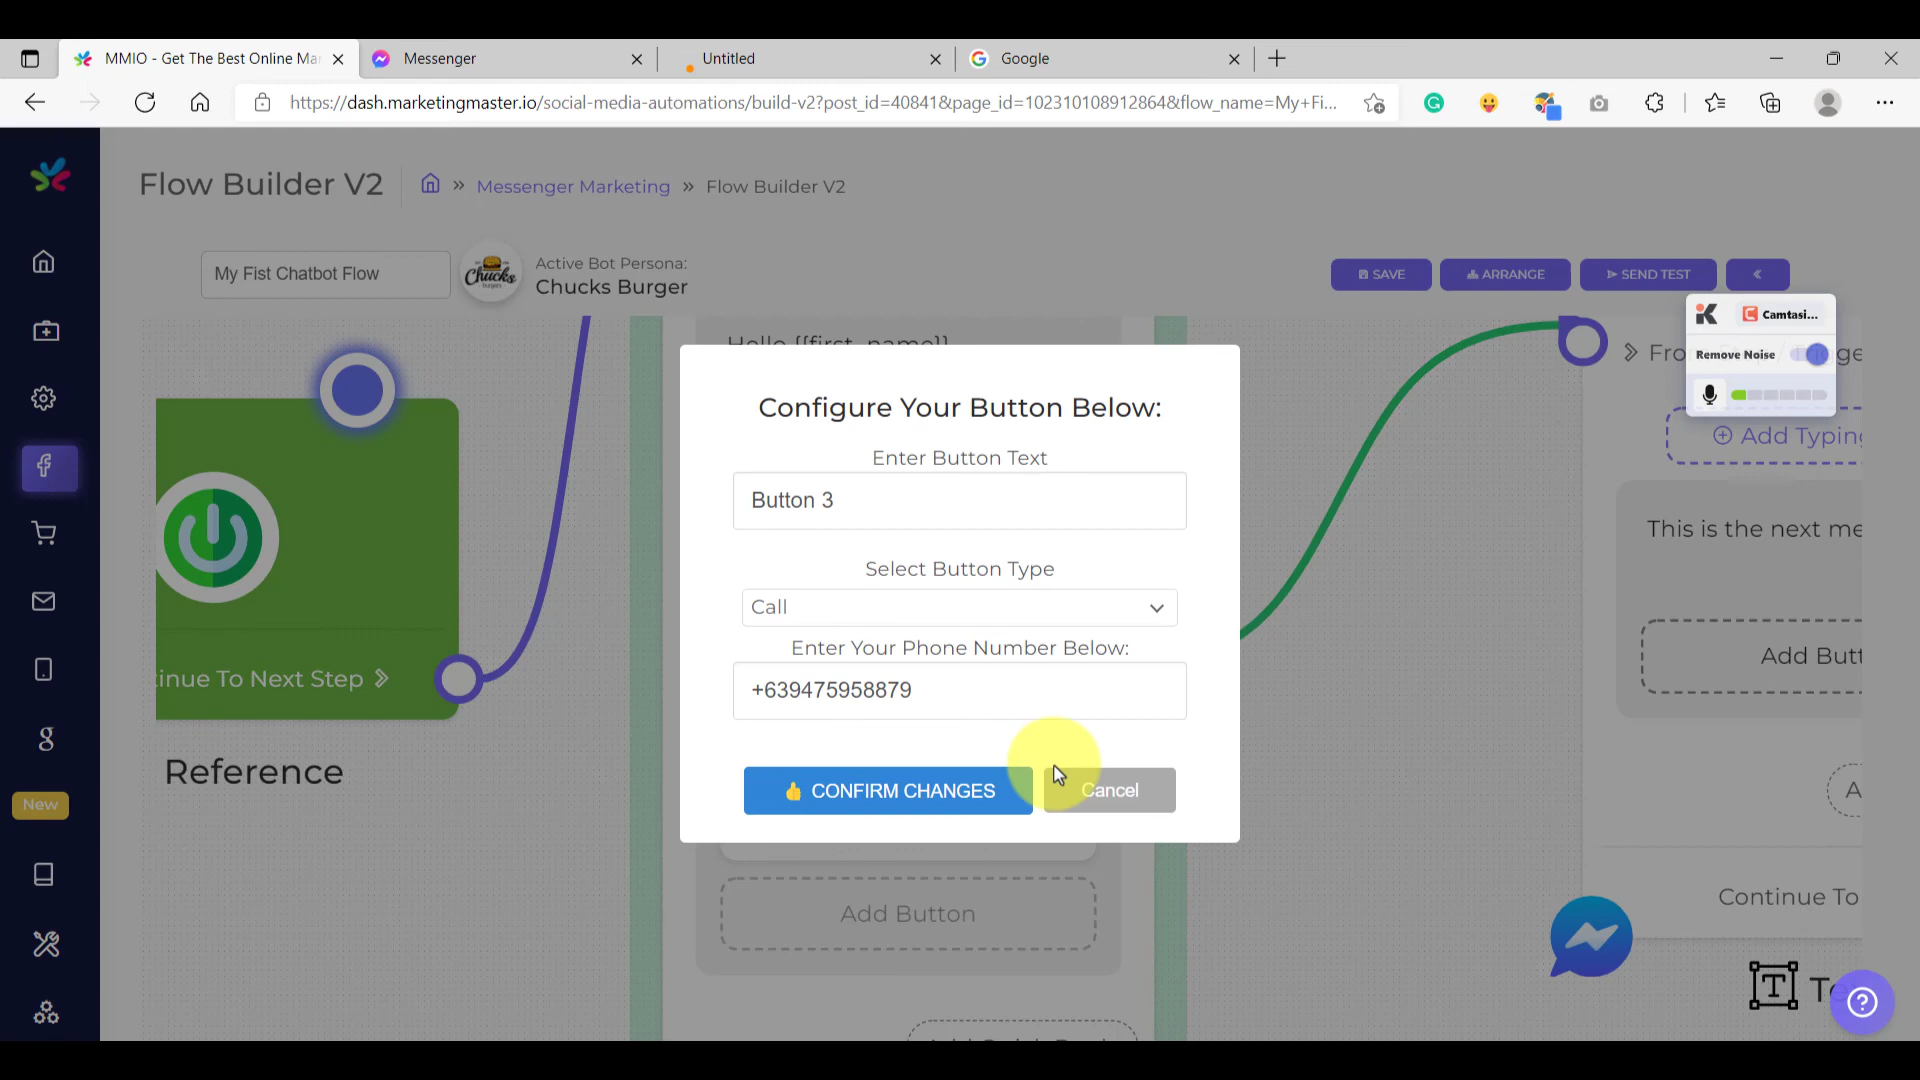 MMIO - Get The Best Online Ma
Messenger
Untitled
Google
https://dash.marketingmaster.io/social-media-automations/build-v2?post_id=40841&page_id=102310108912864&flow_name=My+Fi...
Flow Builder V2
» Messenger Marketing » Flow Builder V2
My Fist Chatbot Flow
Chucks
Active Bot Persona:
Chucks Burger
SAVE
ARRANGE
SEND TEST
Camtasi...
Remove Noise
Hello {{first_name}}
Configure Your Button Below:
Enter Button Text
Button 3
Select Button Type
Call
Enter Your Phone Number Below:
+639475958879
CONFIRM CHANGES
Cancel
Add Typing
This is the next me
Add Butt
inue To Next Step
Reference
New
Add Button
Continue To